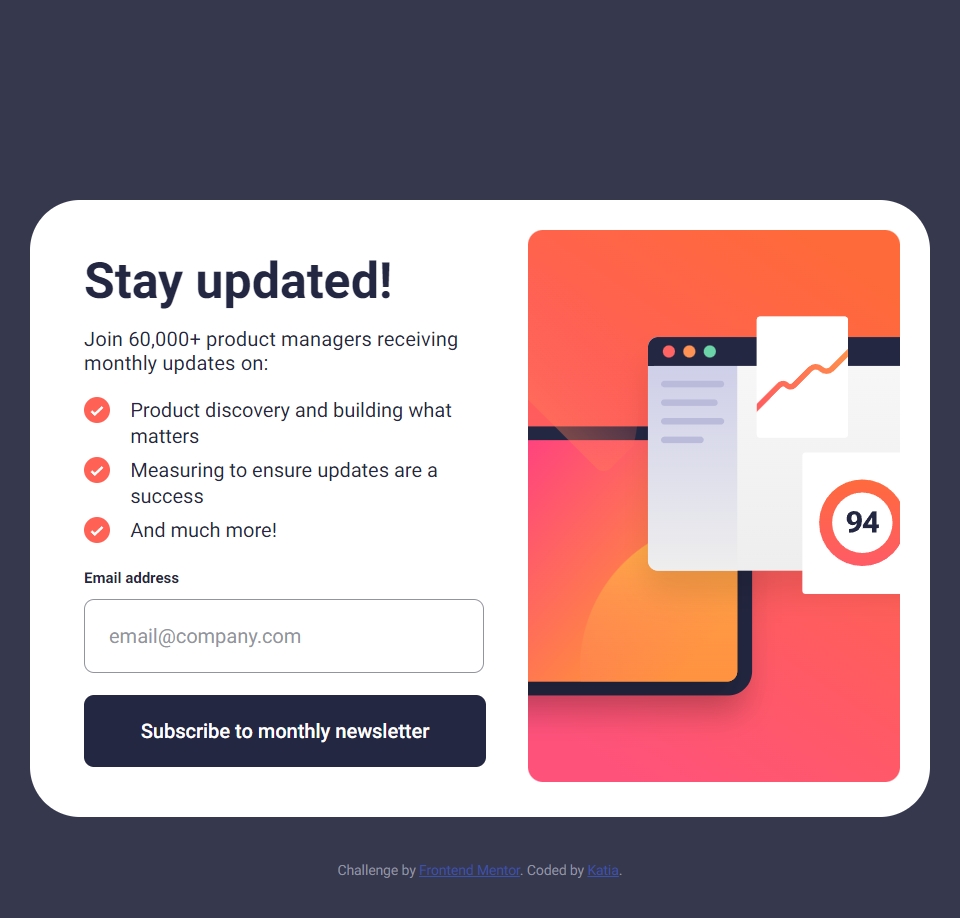 Stay updated!
Join 60,000+ product managers receiving
monthly updates on:
Product discovery and building what
matters
Measuring to ensure updates are a
success
And much more!
Email address
email@company.com
Subscribe to monthly newsletter
94
Challenge by Frontend Mentor. Coded by Katia.